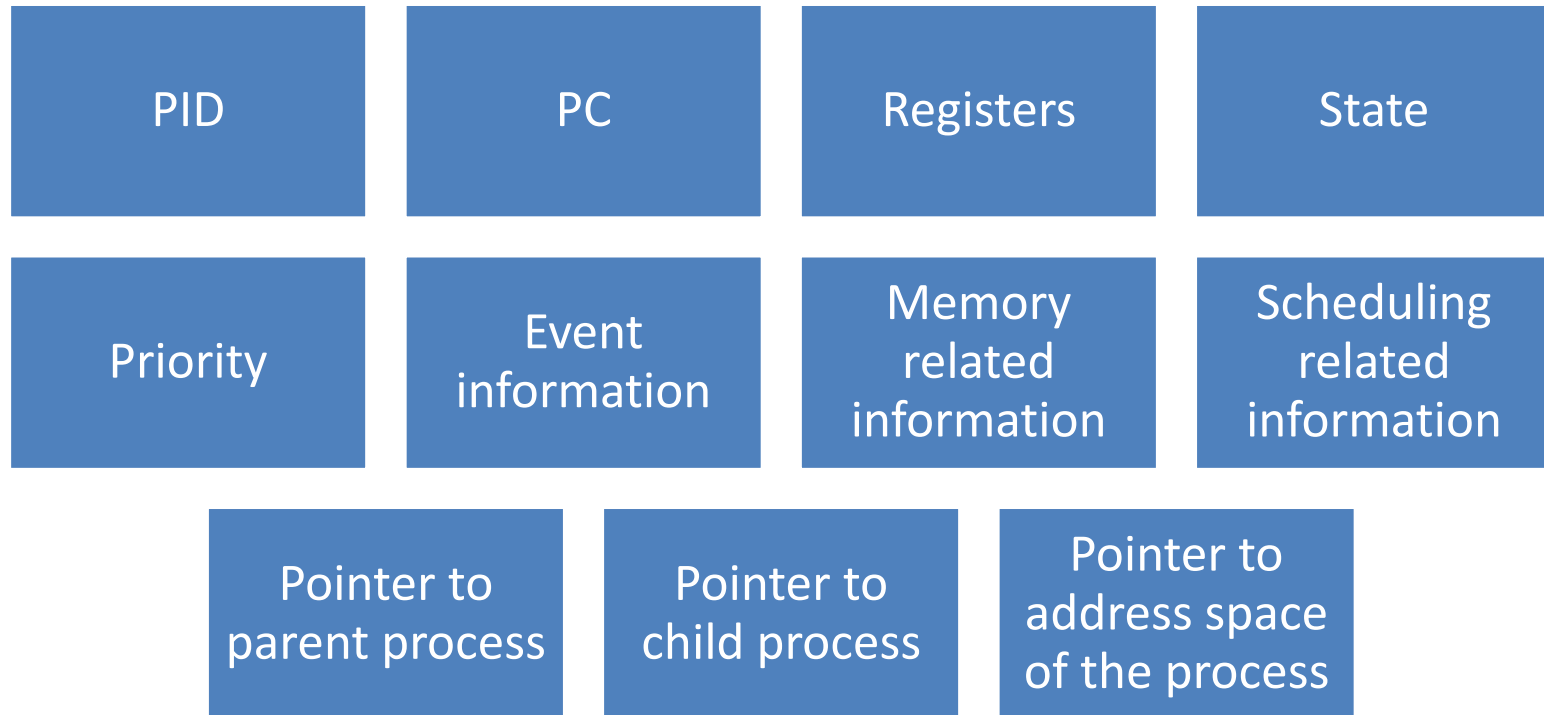 PID
PC
Registers
State
Priority
Event
information
Memory
related
information
Scheduling
related
information
Pointer to
parent process
Pointer to
child process
Pointer to
address space
of the process